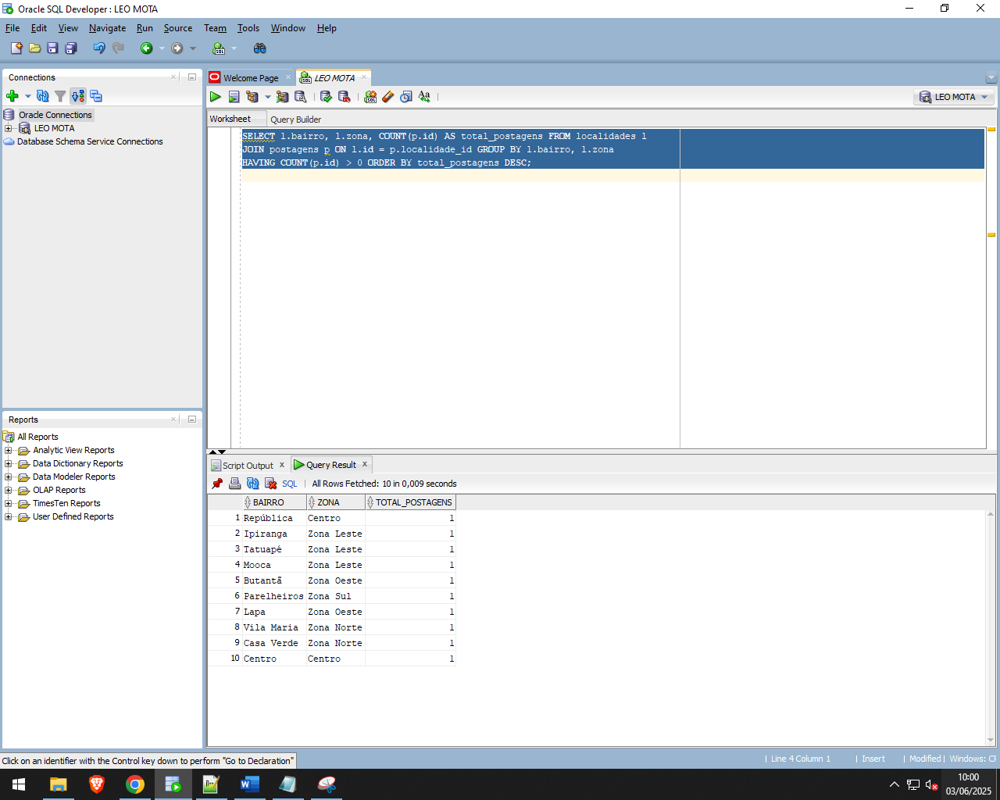 Oracle SQL Developer : LEO MOTA
File Edit View Navigate Run Source Team Tools Window Help
Connections
Oracle Connections
LEO MOTA
Database Schema Service Connections
Reports
All Reports
Analytic View Reports
Data Dictionary Reports
Data Modeler Reports
OLAP Reports
TimesTen Reports
User Defined Reports
Welcome Page LEO MOTA
LEO MOTA
Worksheet Query Builder
SELECT l.bairro, l.zona, COUNT(p.id) AS total_postagens FROM localidades l
JOIN postagens p ON l.id = p.localidade_id GROUP BY l.bairro, l.zona
HAVING COUNT(p.id) > 0 ORDER BY total_postagens DESC;
Script Output x Query Result x
SQL | All Rows Fetched: 10 in 0,009 seconds
BAIRRO ZONA TOTAL_POSTAGENS
1 República Centro 1
2 Ipiranga Zona Leste 1
3 Tatuapé Zona Leste 1
4 Mooca Zona Leste 1
5 Butantã Zona Oeste 1
6 Parelheiros Zona Sul 1
7 Lapa Zona Oeste 1
8 Vila Maria Zona Norte 1
9 Casa Verde Zona Norte 1
10 Centro Centro 1
Click on an identifier with the Control key down to perform "Go to Declaration"
| Line 4 Column 1 | Insert | Modified | Windows: CF
10:00
03/06/2025